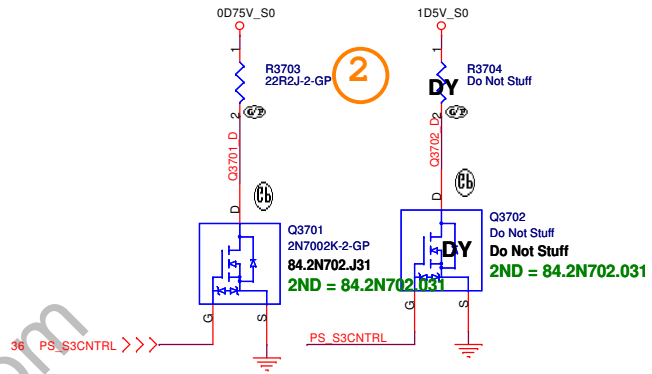 0D75V_S0
1D5V_S0
1
R3703
22R2J-2-GP
2
1
R3704
Do Not Stuff
DY
2
G/P
2
G/P
Q3701_D
Q3702_D
D
D
Q3701
2N7002K-2-GP
84.2N702.J31
2ND = 84.2N702.031
Q3702
Do Not Stuff
DY
Do Not Stuff
2ND = 84.2N702.031
G
S
G
S
36
PS_S3CNTRL
PS_S3CNTRL
om